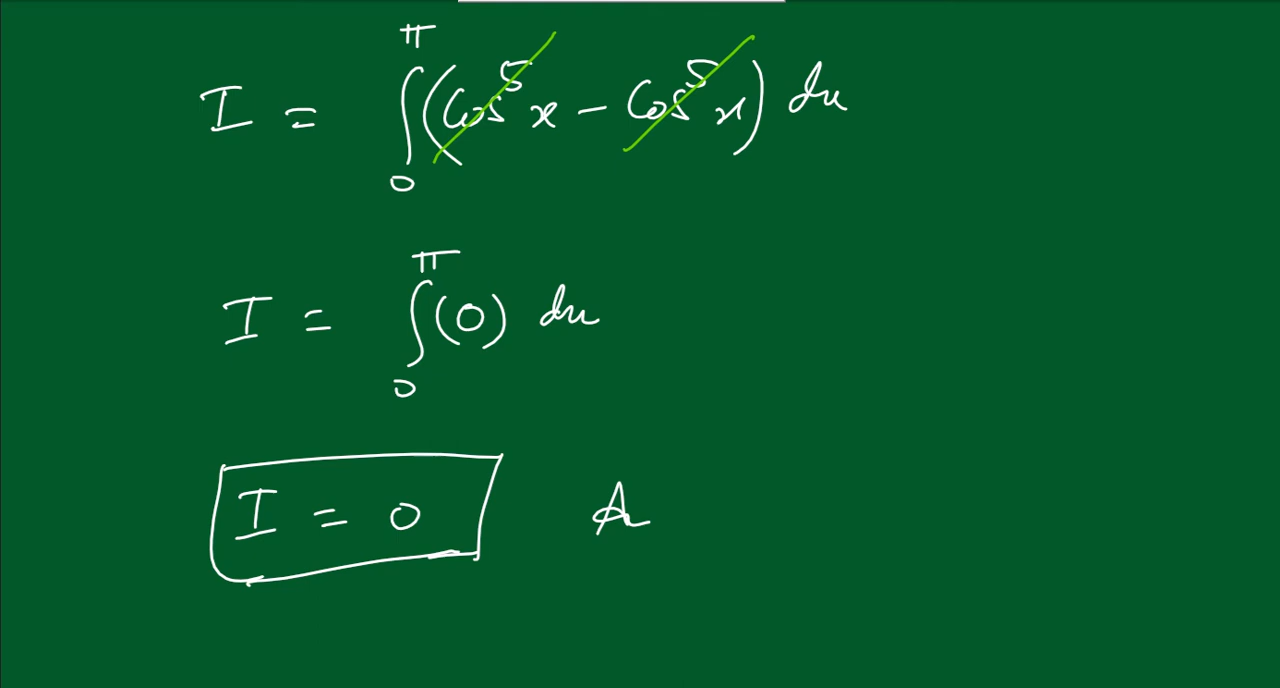 I = ∫₀^π (Cos⁵x − Cos⁵x) dx
I = ∫₀^π (0) dx
I = 0 A